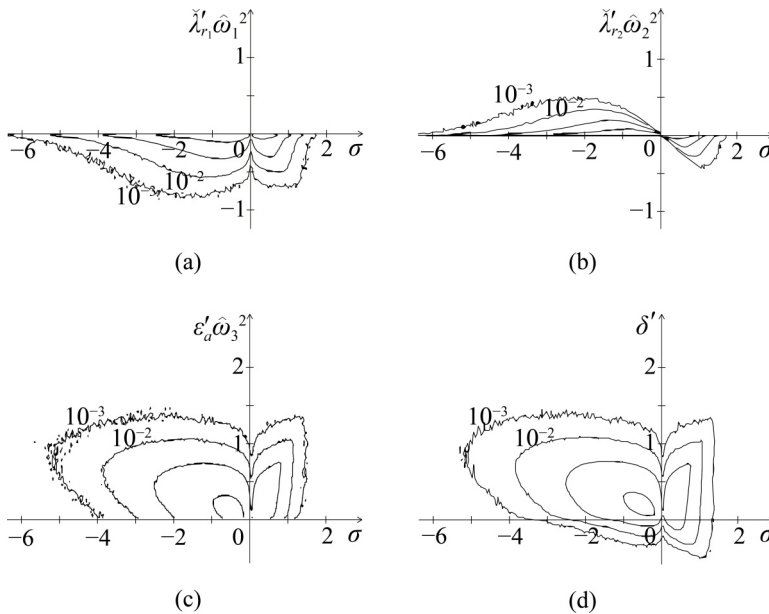 λ̆′r₁ω̂₁²
1
10⁻²
10⁻³
−6 −4 −2 0 2 σ
−1
(a)
λ̆′r₂ω̂₂²
1
10⁻³
10⁻²
−6 −4 −2 0 2 σ
−1
(b)
ε′ₐω̂₃²
2
10⁻³
10⁻²
1
−6 −4 −2 0 2 σ
(c)
δ′
2
10⁻³
10⁻²
1
−6 −4 −2 0 2 σ
(d)